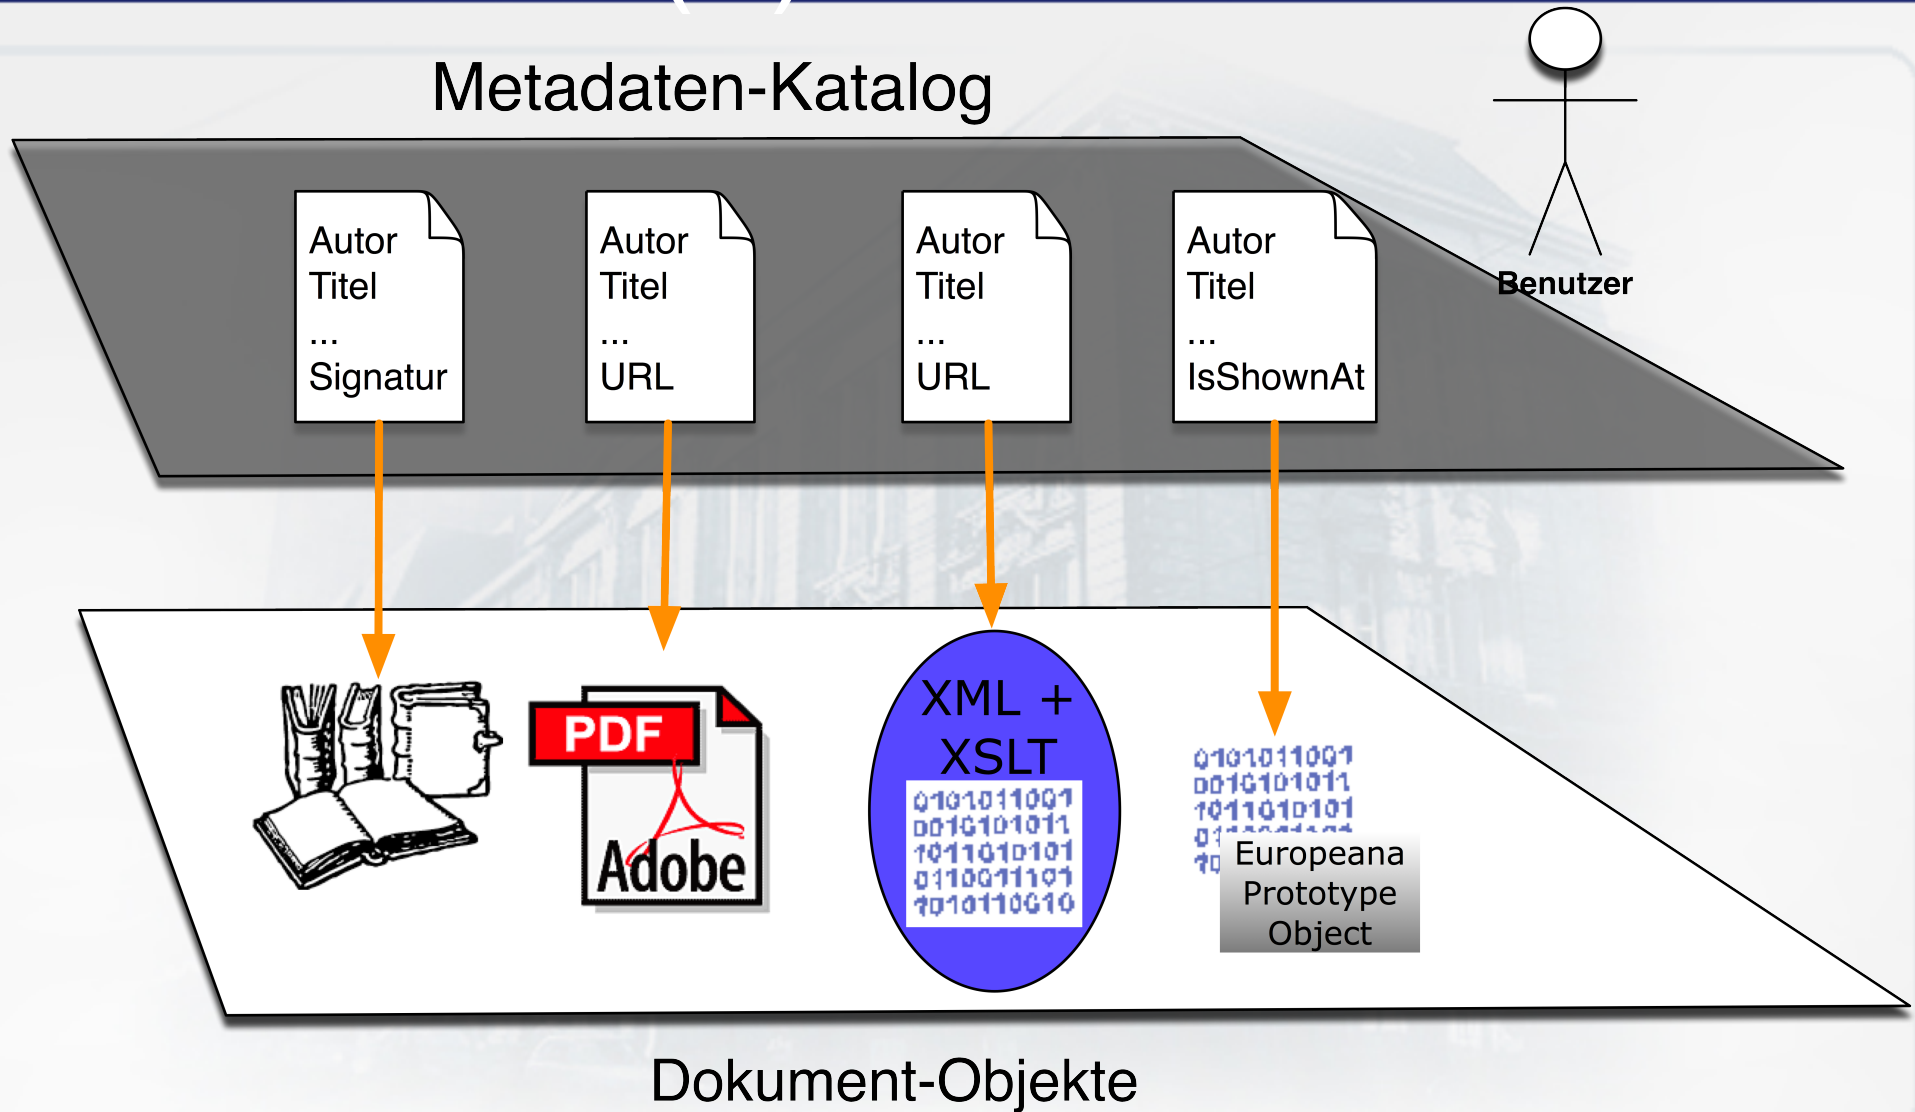 Metadaten-Katalog
Autor
Titel
...
Signatur
Autor
Titel
...
URL
Autor
Titel
...
URL
Autor
Titel
...
IsShownAt
Benutzer
PDF
Adobe
XML +
XSLT
0101011001
0010101011
1011010101
0110011101
1010110010
0101011001
0010101011
1011010101
Europeana
Prototype
Object
Dokument-Objekte